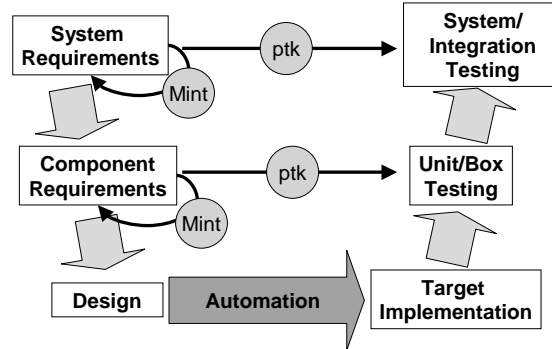 System
Requirements
ptk
System/
Integration
Testing
Mint
Component
Requirements
ptk
Unit/Box
Testing
Mint
Design
Automation
Target
Implementation